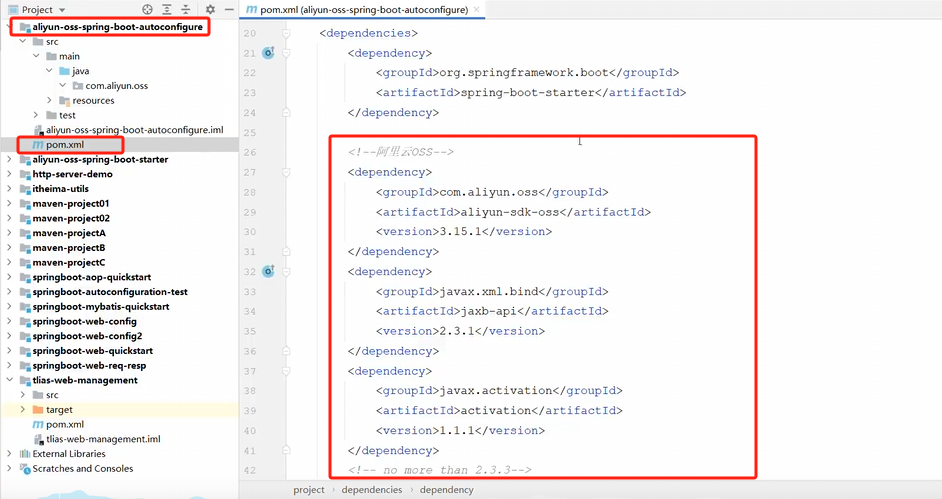 Project
aliyun-oss-spring-boot-autoconfigure
src
main
java
com.aliyun.oss
resources
test
aliyun-oss-spring-boot-autoconfigure.iml
pom.xml
aliyun-oss-spring-boot-starter
http-server-demo
itheima-utils
maven-project01
maven-project02
maven-projectA
maven-projectB
maven-projectC
springboot-aop-quickstart
springboot-autoconfiguration-test
springboot-mybatis-quickstart
springboot-web-config
springboot-web-config2
springboot-web-quickstart
springboot-web-req-resp
tlias-web-management
src
target
pom.xml
tlias-web-management.iml
External Libraries
Scratches and Consoles
pom.xml (aliyun-oss-spring-boot-autoconfigure)
20 <dependencies>
21 <dependency>
22 <groupId>org.springframework.boot</groupId>
23 <artifactId>spring-boot-starter</artifactId>
24 </dependency>
25
26 <!--阿里云OSS-->
27 <dependency>
28 <groupId>com.aliyun.oss</groupId>
29 <artifactId>aliyun-sdk-oss</artifactId>
30 <version>3.15.1</version>
31 </dependency>
32 <dependency>
33 <groupId>javax.xml.bind</groupId>
34 <artifactId>jaxb-api</artifactId>
35 <version>2.3.1</version>
36 </dependency>
37 <dependency>
38 <groupId>javax.activation</groupId>
39 <artifactId>activation</artifactId>
40 <version>1.1.1</version>
41 </dependency>
42 <!-- no more than 2.3.3-->
project › dependencies › dependency